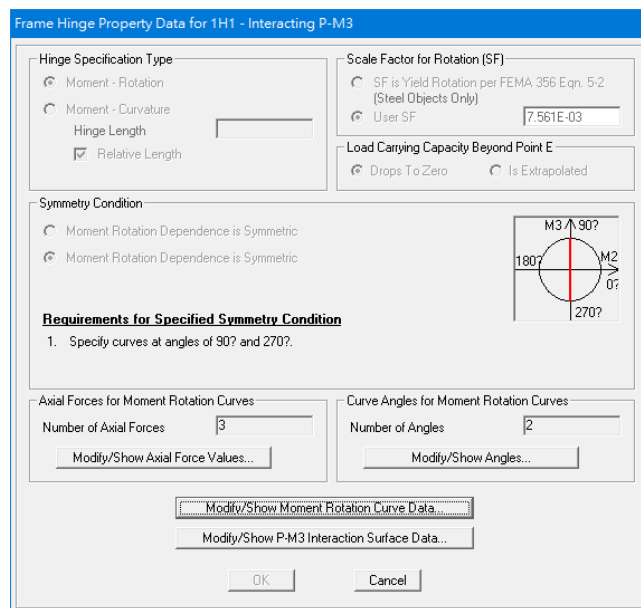 Frame Hinge Property Data for 1H1 - Interacting P-M3
Hinge Specification Type
Moment - Rotation
Moment - Curvature
Hinge Length
Relative Length
Scale Factor for Rotation (SF)
SF is Yield Rotation per FEMA 356 Eqn. 5-2
(Steel Objects Only)
User SF
7.561E-03
Load Carrying Capacity Beyond Point E
Drops To Zero
Is Extrapolated
Symmetry Condition
Moment Rotation Dependence is Symmetric
Moment Rotation Dependence is Symmetric
M3 90?
180?
M2
0?
270?
Requirements for Specified Symmetry Condition
1. Specify curves at angles of 90? and 270?.
Axial Forces for Moment Rotation Curves
Number of Axial Forces
3
Modify/Show Axial Force Values...
Curve Angles for Moment Rotation Curves
Number of Angles
2
Modify/Show Angles...
Modify/Show Moment Rotation Curve Data...
Modify/Show P-M3 Interaction Surface Data...
OK
Cancel